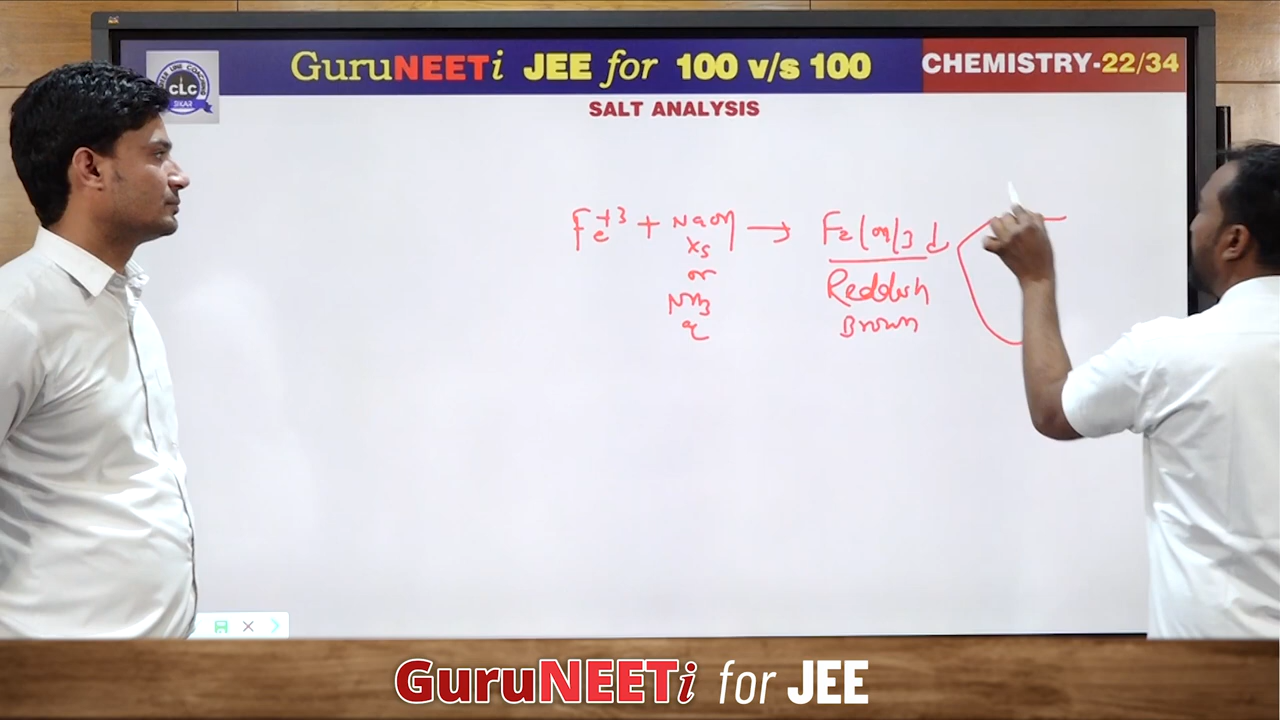 GuruNEETi JEE for 100 v/s 100
CHEMISTRY-22/34
CLC
SIKAR
SALT ANALYSIS
Fe+3 + NaOH → Fe(OH)3 ↓
xs
or
NH3
Reddish
Brown
GuruNEETi for JEE